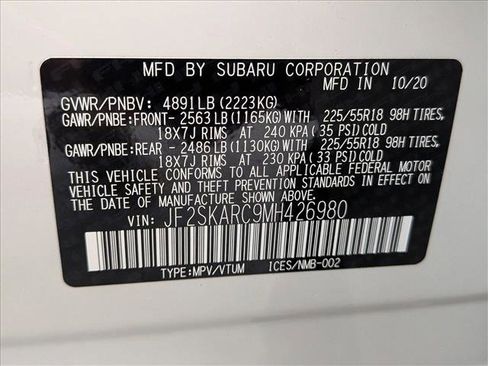 MFD BY SUBARU CORPORATION
MFD IN 10/20
GVWR/PNBV: 4891LB (2223KG)
GAWR/PNBE:FRONT- 2563LB (1165KG)WITH 225/55R18 98H TIRES,
18X7J RIMS AT 240 KPA( 35 PSI)COLD
GAWR/PNBE:REAR - 2486LB (1130KG)WITH 225/55R18 98H TIRES,
18X7J RIMS AT 230 KPA( 33 PSI)COLD
THIS VEHICLE CONFORMS TO ALL APPLICABLE FEDERAL MOTOR
VEHICLE SAFETY AND THEFT PREVENTION STANDARDS IN EFFECT ON
THE DATE OF MANUFACTURE SHOWN ABOVE.
VIN: JF2SKARC9MH426980
TYPE:MPV/VTUM ICES/NMB-002